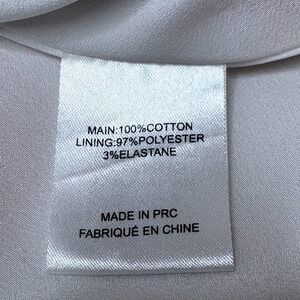 MAIN:100%COTTON
LINING:97%POLYESTER
3%ELASTANE
MADE IN PRC
FABRIQUÉ EN CHINE